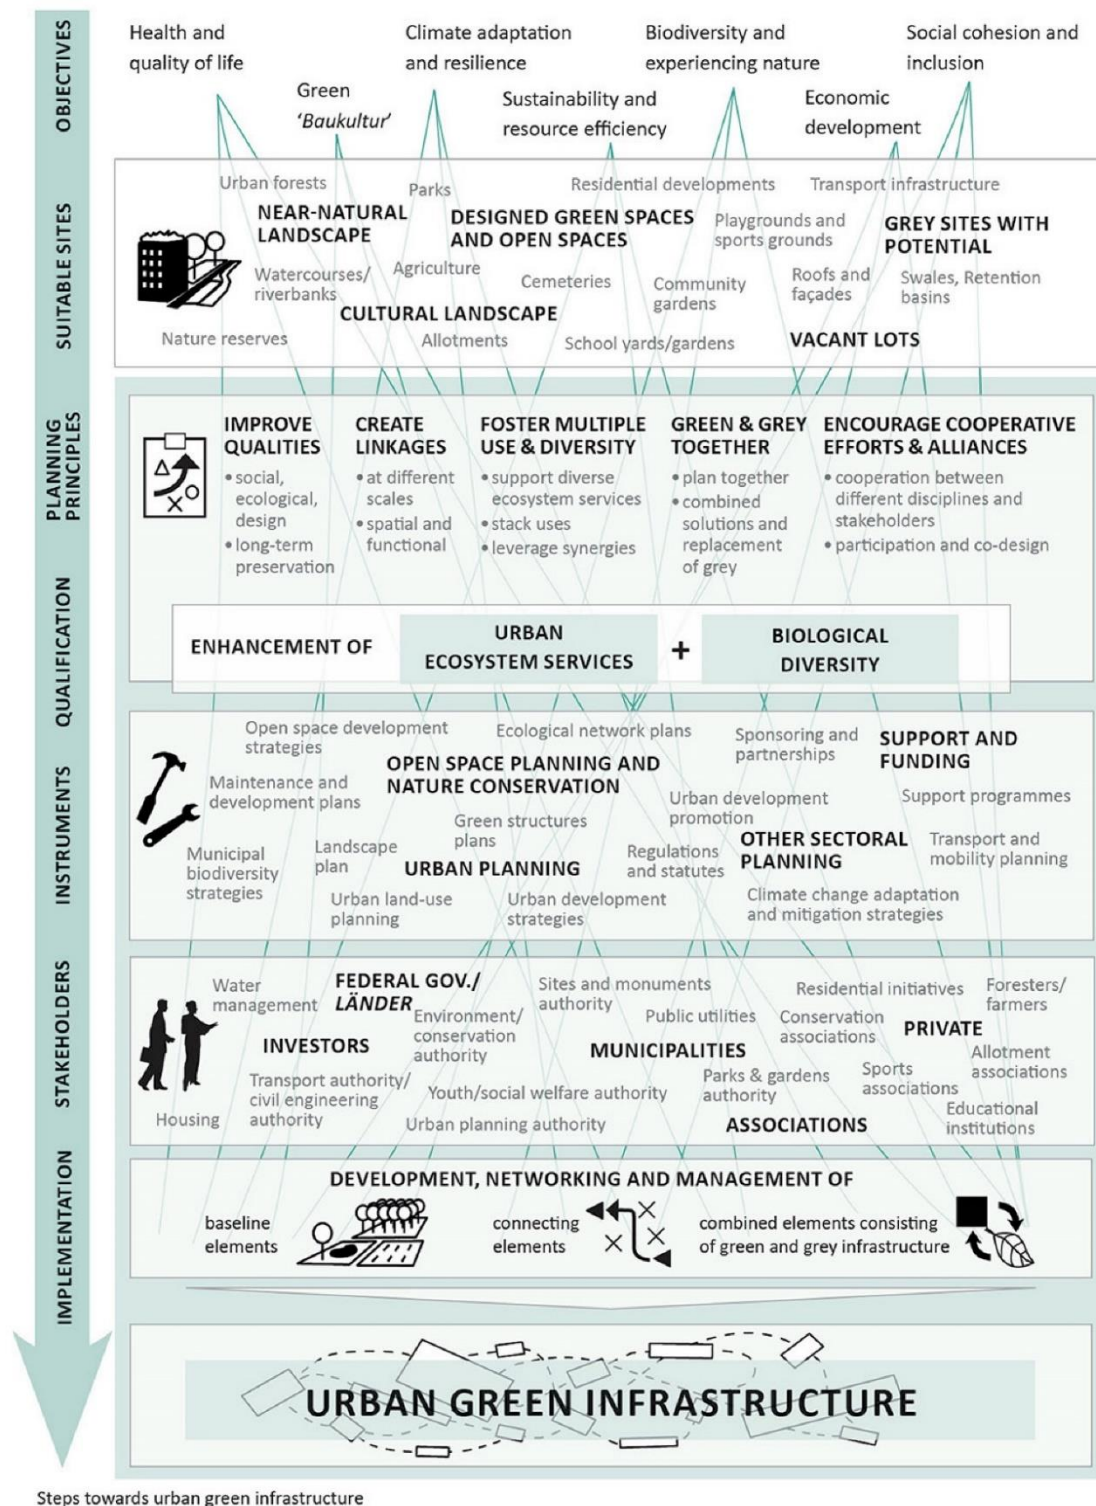 OBJECTIVES
Health and
quality of life
Green
‘Baukultur’
Climate adaptation
and resilience
Sustainability and
resource efficiency
Biodiversity and
experiencing nature
Economic
development
Social cohesion and
inclusion
SUITABLE SITES
Urban forests
Parks
Residential developments
Transport infrastructure
NEAR-NATURAL
LANDSCAPE
DESIGNED GREEN SPACES
AND OPEN SPACES
Playgrounds and
sports grounds
GREY SITES WITH
POTENTIAL
Watercourses/
riverbanks
Agriculture
Cemeteries
Community
gardens
Roofs and
façades
Swales, Retention
basins
CULTURAL LANDSCAPE
Nature reserves
Allotments
School yards/gardens
VACANT LOTS
PLANNING
PRINCIPLES
IMPROVE
QUALITIES
• social,
ecological,
design
• long-term
preservation
CREATE
LINKAGES
• at different
scales
• spatial and
functional
FOSTER MULTIPLE
USE & DIVERSITY
• support diverse
ecosystem services
• stack uses
• leverage synergies
GREEN & GREY
TOGETHER
• plan together
• combined
solutions and
replacement
of grey
ENCOURAGE COOPERATIVE
EFFORTS & ALLIANCES
• cooperation between
different disciplines and
stakeholders
• participation and co-design
QUALIFICATION
ENHANCEMENT OF
URBAN
ECOSYSTEM SERVICES
+
BIOLOGICAL
DIVERSITY
INSTRUMENTS
Open space development
strategies
Ecological network plans
Sponsoring and
partnerships
SUPPORT AND
FUNDING
OPEN SPACE PLANNING AND
NATURE CONSERVATION
Maintenance and
development plans
Urban development
promotion
Support programmes
Green structures
plans
Municipal
biodiversity
strategies
Landscape
plan
URBAN PLANNING
Regulations
and statutes
OTHER SECTORAL
PLANNING
Transport and
mobility planning
Urban land-use
planning
Urban development
strategies
Climate change adaptation
and mitigation strategies
STAKEHOLDERS
Water
management
FEDERAL GOV./
LÄNDER
Sites and monuments
authority
Residential initiatives
Foresters/
farmers
Environment/
conservation
authority
Public utilities
Conservation
associations
PRIVATE
INVESTORS
MUNICIPALITIES
Allotment
associations
Transport authority/
civil engineering
authority
Youth/social welfare authority
Parks & gardens
authority
Sports
associations
Housing
Urban planning authority
ASSOCIATIONS
Educational
institutions
IMPLEMENTATION
DEVELOPMENT, NETWORKING AND MANAGEMENT OF
baseline
elements
connecting
elements
combined elements consisting
of green and grey infrastructure
URBAN GREEN INFRASTRUCTURE
Steps towards urban green infrastructure